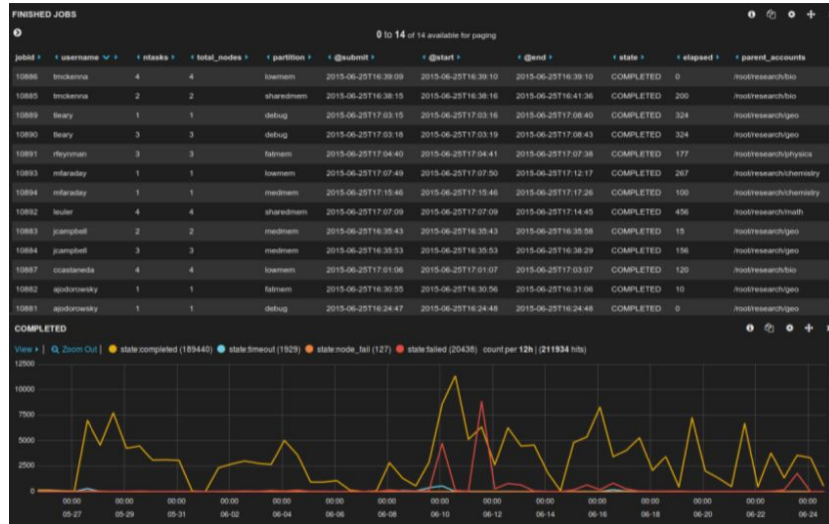 FINISHED JOBS
0 to 14 of 14 available for paging
jobid username ntasks total_nodes partition @submit @start @end state elapsed parent_accounts
10886 tmckenna 4 4 lowmem 2015-06-25T16:39:09 2015-06-25T16:39:10 2015-06-25T16:39:10 COMPLETED 0 /root/research/bio
10885 tmckenna 2 2 sharedmem 2015-06-25T16:38:15 2015-06-25T16:38:16 2015-06-25T16:41:36 COMPLETED 200 /root/research/bio
10889 tleary 1 1 debug 2015-06-25T17:03:15 2015-06-25T17:03:16 2015-06-25T17:08:40 COMPLETED 324 /root/research/geo
10890 tleary 3 3 debug 2015-06-25T17:03:18 2015-06-25T17:03:19 2015-06-25T17:08:43 COMPLETED 324 /root/research/geo
10891 rfeynman 3 3 fatmem 2015-06-25T17:04:40 2015-06-25T17:04:41 2015-06-25T17:07:38 COMPLETED 177 /root/research/physics
10893 mfaraday 1 1 lowmem 2015-06-25T17:07:49 2015-06-25T17:07:50 2015-06-25T17:12:17 COMPLETED 267 /root/research/chemistry
10894 mfaraday 1 1 medmem 2015-06-25T17:15:46 2015-06-25T17:15:46 2015-06-25T17:17:26 COMPLETED 100 /root/research/chemistry
10892 leuler 4 4 sharedmem 2015-06-25T17:07:09 2015-06-25T17:07:09 2015-06-25T17:14:45 COMPLETED 456 /root/research/math
10883 jcampbell 2 2 medmem 2015-06-25T16:35:43 2015-06-25T16:35:43 2015-06-25T16:35:58 COMPLETED 15 /root/research/geo
10884 jcampbell 3 3 medmem 2015-06-25T16:35:53 2015-06-25T16:35:53 2015-06-25T16:38:29 COMPLETED 156 /root/research/geo
10887 ccastaneda 4 4 lowmem 2015-06-25T17:01:06 2015-06-25T17:01:07 2015-06-25T17:03:07 COMPLETED 120 /root/research/bio
10882 ajodorowsky 1 1 fatmem 2015-06-25T16:30:55 2015-06-25T16:30:56 2015-06-25T16:31:06 COMPLETED 10 /root/research/geo
10881 ajodorowsky 1 1 debug 2015-06-25T16:24:47 2015-06-25T16:24:48 2015-06-25T16:24:48 COMPLETED 0 /root/research/geo
COMPLETED
View | Zoom Out | state:completed (189440) state:timeout (1929) state:node_fail (127) state:failed (20438) count per 12h | (211934 hits)
12500
10000
7500
5000
2500
0
00:00 00:00 00:00 00:00 00:00 00:00 00:00 00:00 00:00 00:00 00:00 00:00 00:00 00:00 00:00
05-27 05-29 05-31 06-02 06-04 06-06 06-08 06-10 06-12 06-14 06-16 06-18 06-20 06-22 06-24